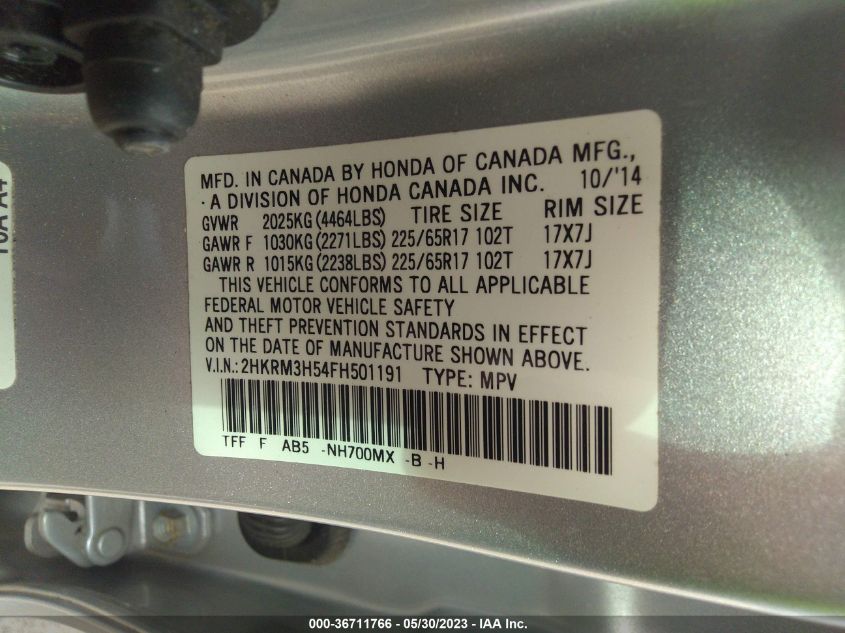 MFD. IN CANADA BY HONDA OF CANADA MFG.,
· A DIVISION OF HONDA CANADA INC. 10/'14
GVWR 2025KG (4464LBS) TIRE SIZE RIM SIZE
GAWR F 1030KG (2271LBS) 225/65R17 102T 17X7J
GAWR R 1015KG (2238LBS) 225/65R17 102T 17X7J
THIS VEHICLE CONFORMS TO ALL APPLICABLE
FEDERAL MOTOR VEHICLE SAFETY
AND THEFT PREVENTION STANDARDS IN EFFECT
ON THE DATE OF MANUFACTURE SHOWN ABOVE.
V.I.N.: 2HKRM3H54FH501191 TYPE: MPV
TFF F AB5 -NH700MX -B -H
000-36711766 - 05/30/2023 - IAA Inc.